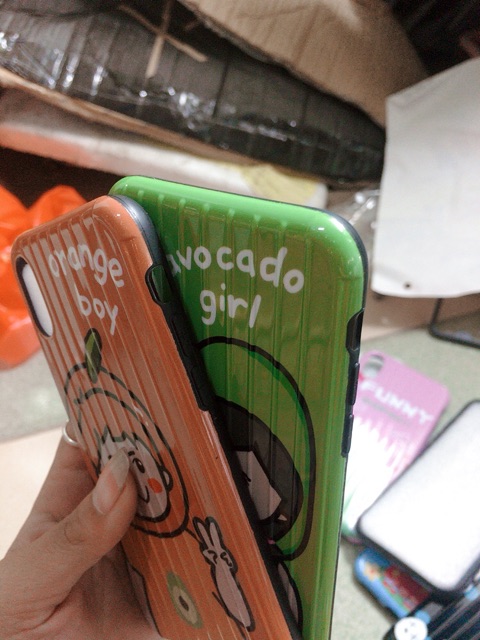 orange
boy
avocado
girl
FUNNY